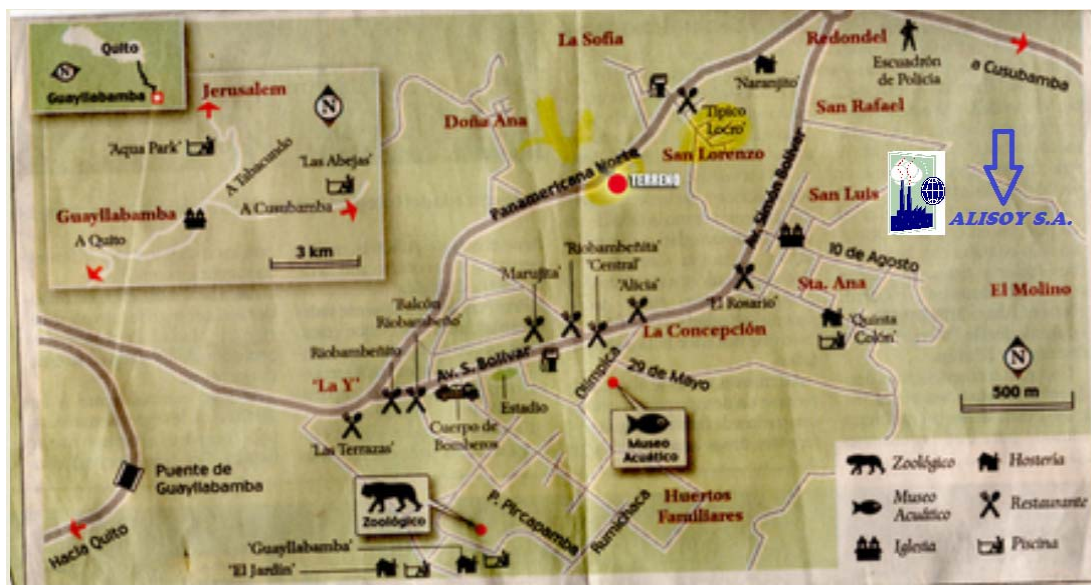 Quito
N
Guayllabamba
Jerusalem
N
'Aqua Park'
A Tabacundo
'Las Abejas'
A Cusubamba
Guayllabamba
A Quito
3 km
La Sofía
Redondel
Escuadrón
de Policía
a Cusubamba
'Naranjito'
Doña Ana
'Típico
Locro'
San Lorenzo
San Rafael
Panamericana Norte
TERRENO
Av. Simón Bolívar
San Luis
ALISOY S.A.
10 de Agosto
'Riobambeñita'
'Marujita'
'Central'
'Alicia'
'El Rosario'
Sta. Ana
El Molino
'Quinta
Colón'
La Concepción
'Balcón
Riobambeño'
Riobambeñito
'La Y'
Av. S. Bolívar
Olímpica
29 de Mayo
N
500 m
Estadio
'Las Terrazas'
Cuerpo de
Bomberos
Museo
Acuático
Puente de
Guayllabamba
Hacia Quito
Zoológico
P. Pircapamba
Rumichaca
Huertos
Familiares
'Guayllabamba'
'El Jardín'
Zoológico
Hostería
Museo
Acuático
Restaurante
Iglesia
Piscina